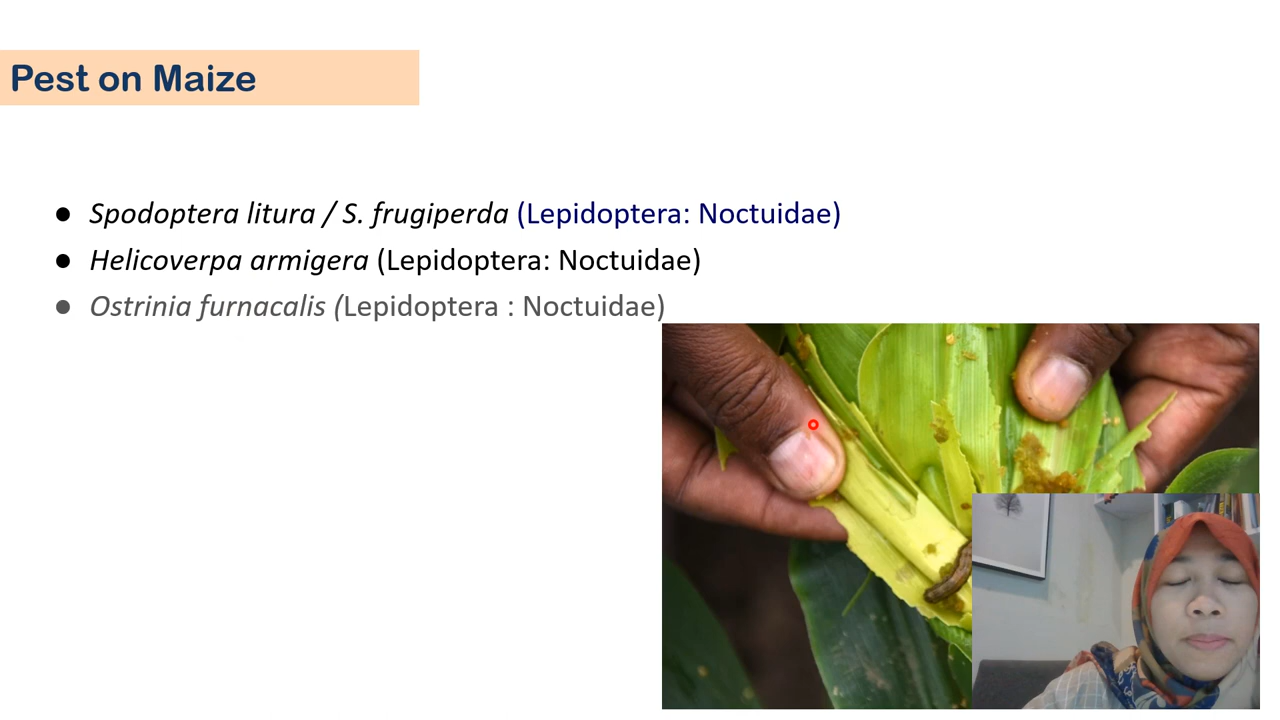 Pest on Maize
● Spodoptera litura / S. frugiperda (Lepidoptera: Noctuidae)
● Helicoverpa armigera (Lepidoptera: Noctuidae)
● Ostrinia furnacalis (Lepidoptera : Noctuidae)